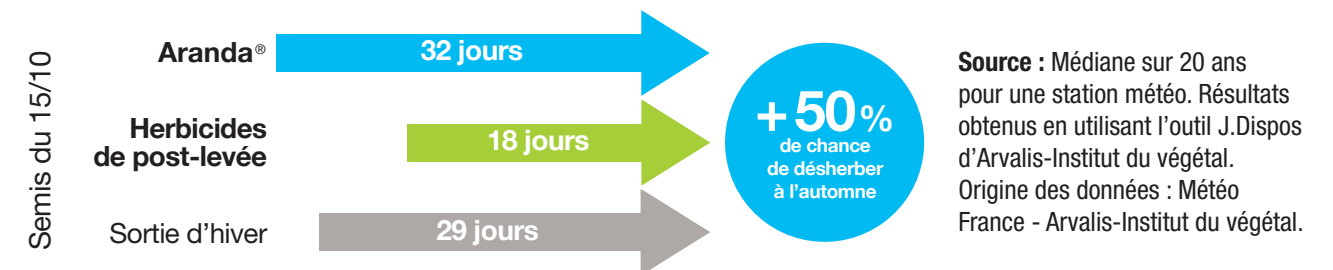 Semis du 15/10
Aranda®
32 jours
Herbicides
de post-levée
18 jours
Sortie d'hiver
29 jours
+50%
de chance
de désherber
à l'automne
Source : Médiane sur 20 ans
pour une station météo. Résultats
obtenus en utilisant l'outil J.Dispos
d'Arvalis-Institut du végétal.
Origine des données : Météo
France - Arvalis-Institut du végétal.